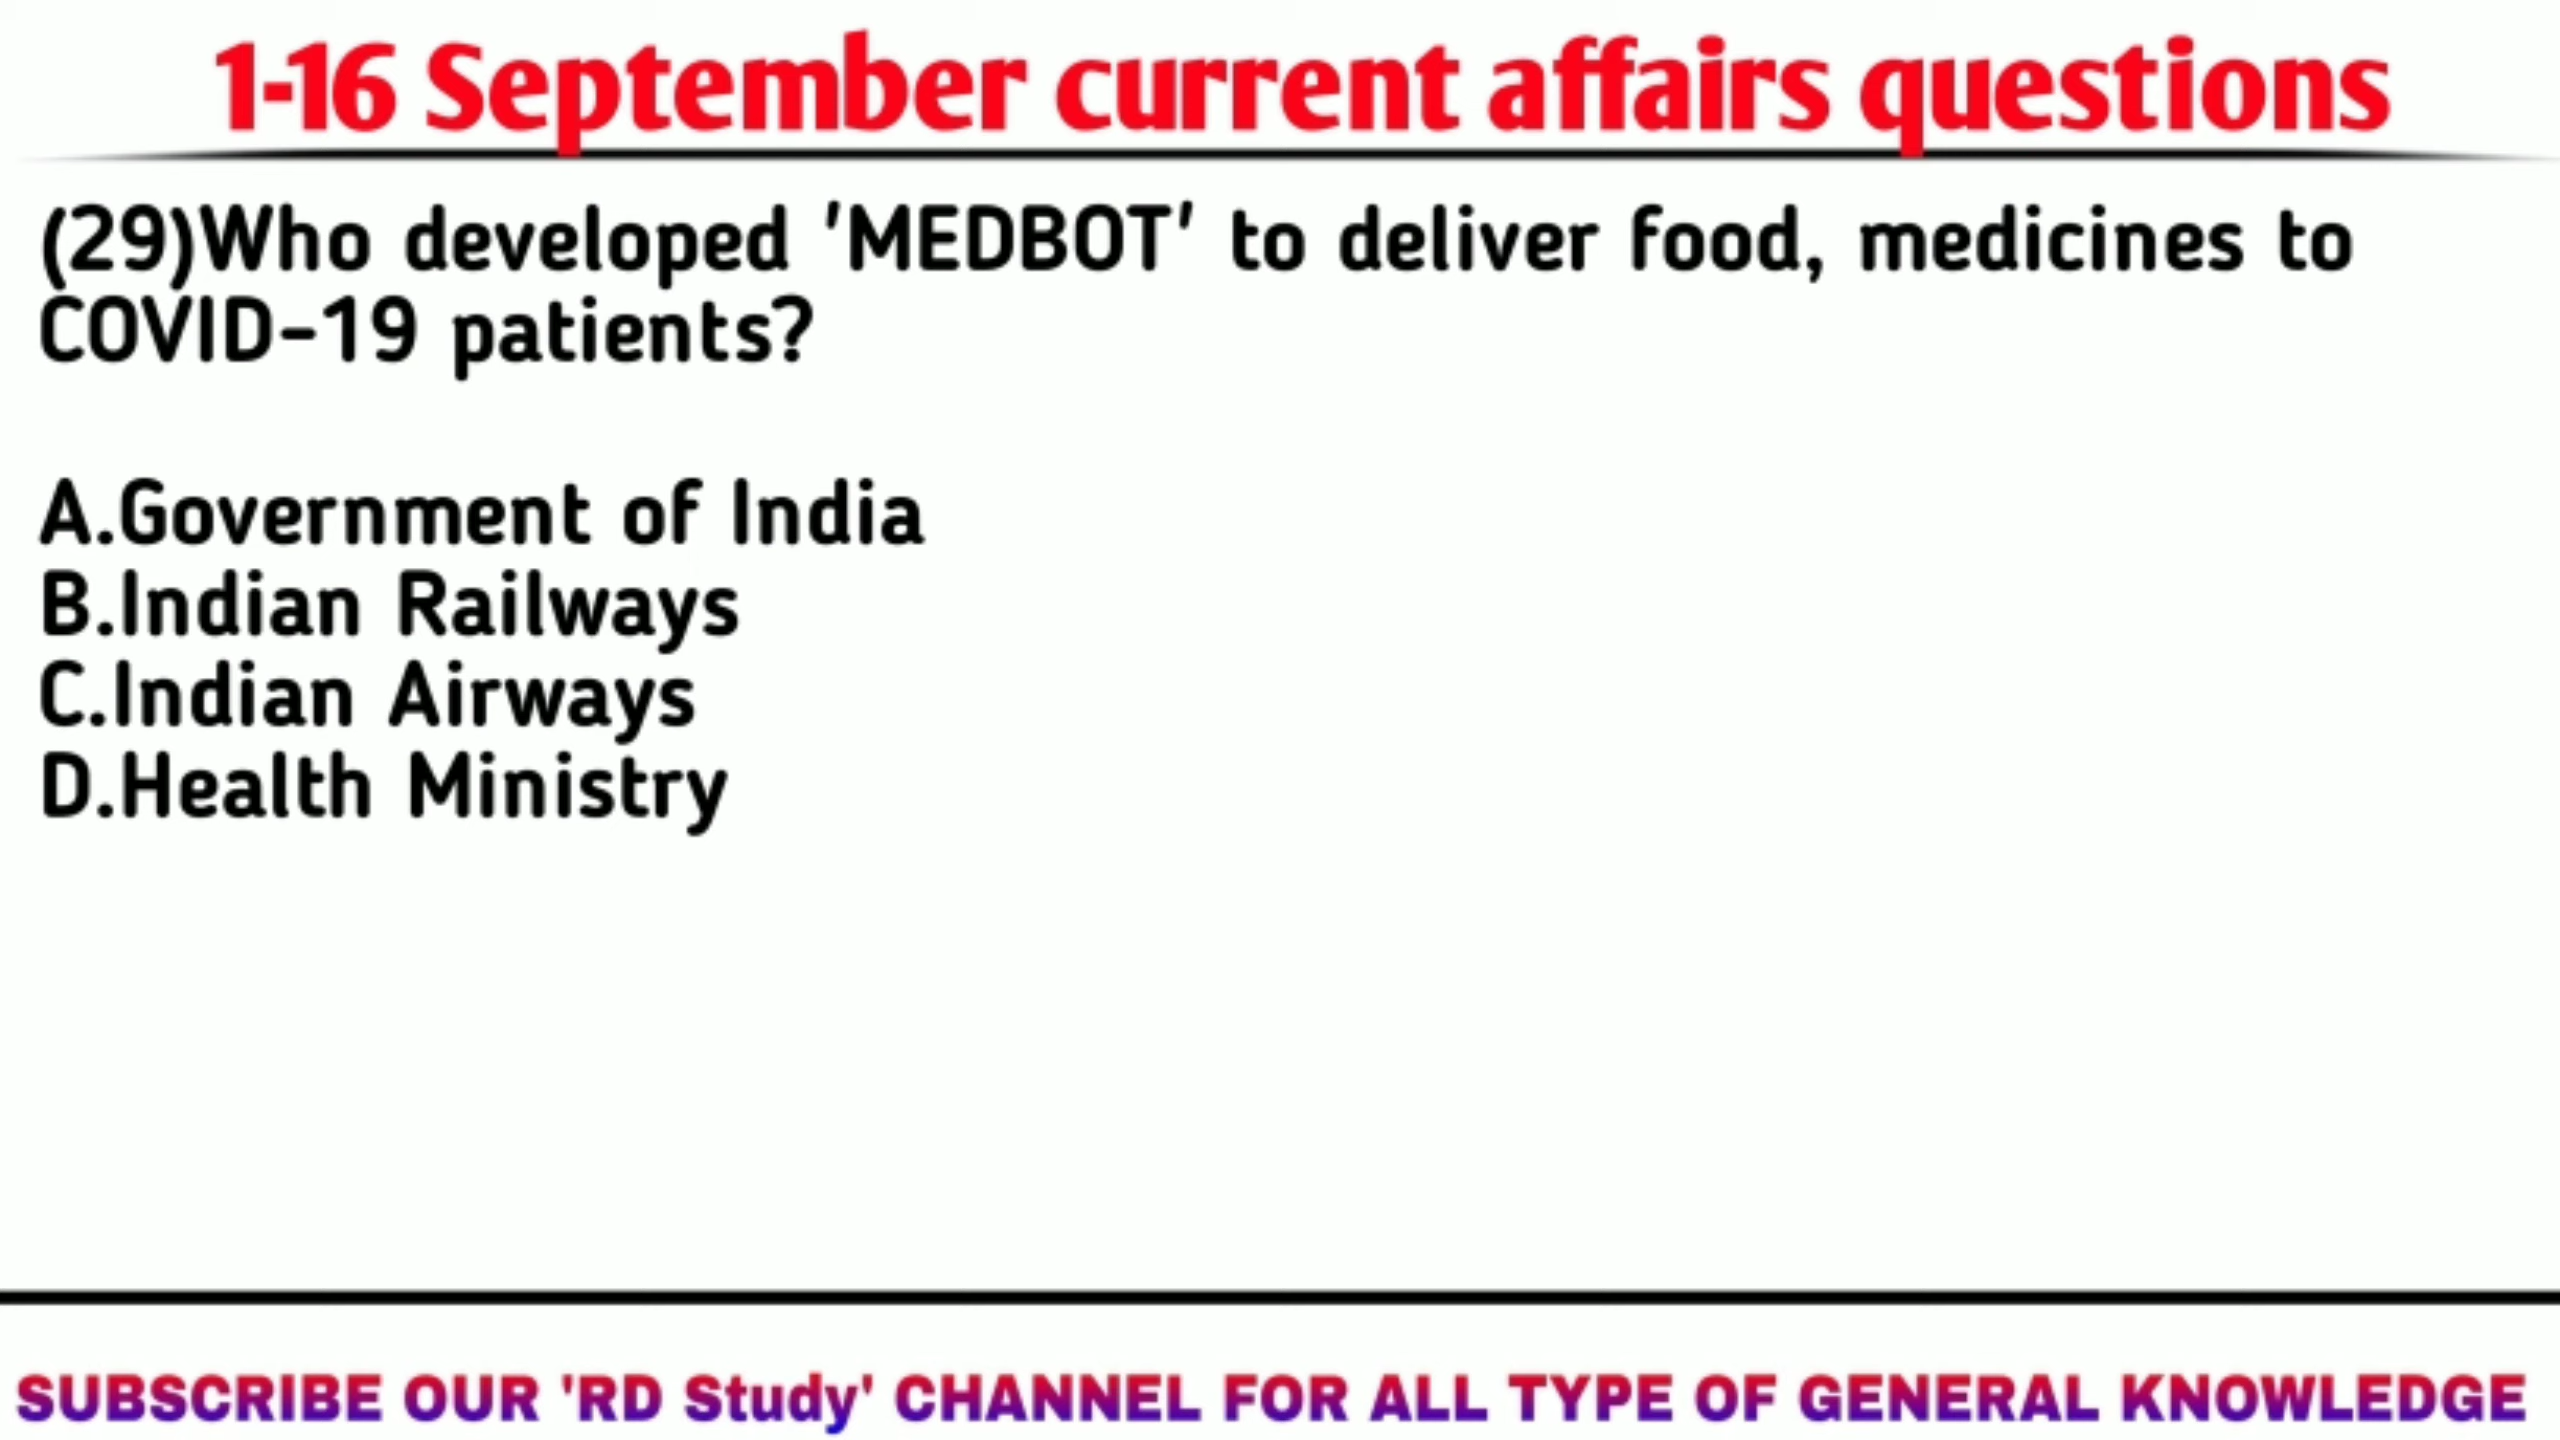 1-16 September current affairs questions
(29)Who developed 'MEDBOT' to deliver food, medicines to
COVID-19 patients?
A.Government of India
B.Indian Railways
C.Indian Airways
D.Health Ministry
SUBSCRIBE OUR 'RD Study' CHANNEL FOR ALL TYPE OF GENERAL KNOWLEDGE